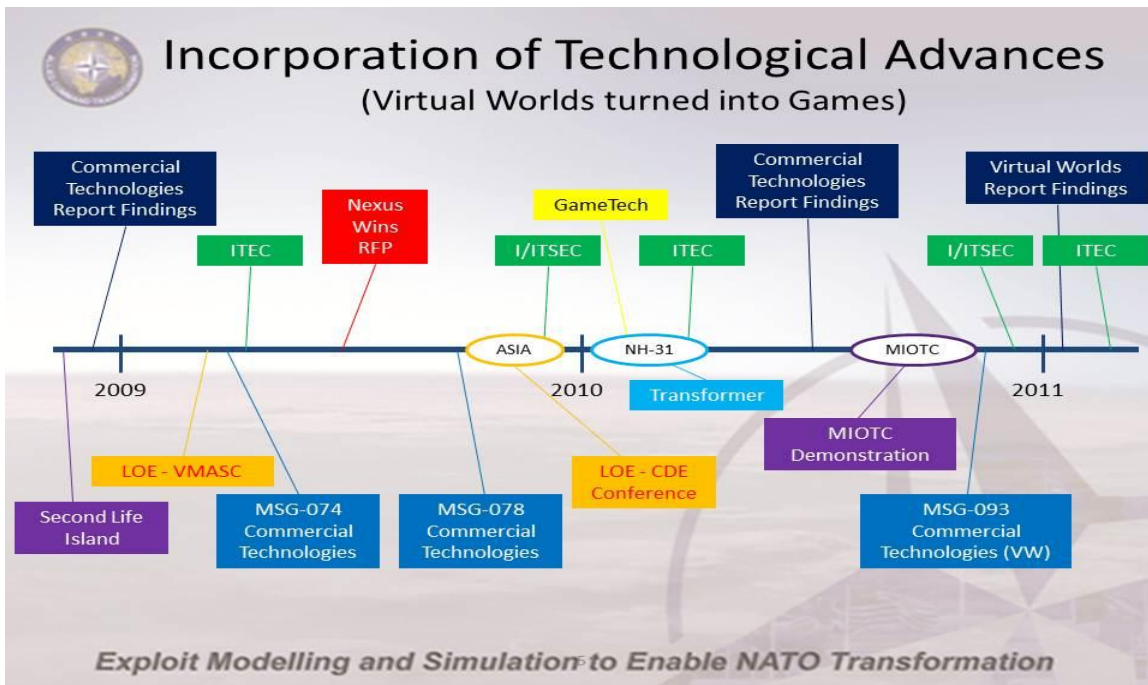 Incorporation of Technological Advances
(Virtual Worlds turned into Games)
Commercial
Technologies
Report Findings
ITEC
Nexus
Wins
RFP
GameTech
I/ITSEC
ITEC
Commercial
Technologies
Report Findings
Virtual Worlds
Report Findings
I/ITSEC
ITEC
ASIA
NH-31
MIOTC
2009
2010
2011
Transformer
LOE - VMASC
LOE - CDE
Conference
MIOTC
Demonstration
Second Life
Island
MSG-074
Commercial
Technologies
MSG-078
Commercial
Technologies
MSG-093
Commercial
Technologies (VW)
Exploit Modelling and Simulation to Enable NATO Transformation